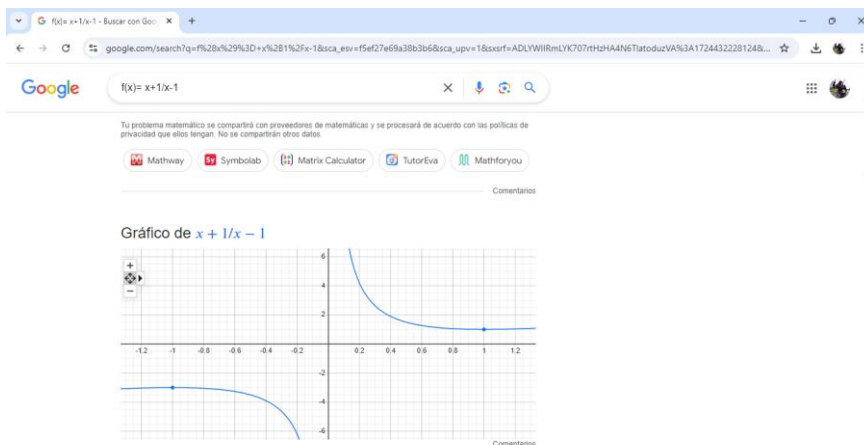 f(x)= x+1/x-1 - Buscar con Goo
google.com/search?q=f%28x%29%3D+x%2B1%2Fx-1&sca_esv=f5ef27e69a38b3b6&sca_upv=1&sxsrf=ADLYWIIRmLYK707rtHzHA4N6TlatoduzVA%3A1724432228124&...
Google
f(x)= x+1/x-1
Tu problema matemático se compartirá con proveedores de matemáticas y se procesará de acuerdo con las políticas de
privacidad que ellos tengan. No se compartirán otros datos.
Mathway
Sy Symbolab
Matrix Calculator
TutorEva
Mathforyou
Comentarios
Gráfico de x + 1/x − 1
6
4
2
-1.2 -1 -0.8 -0.6 -0.4 -0.2 0.2 0.4 0.6 0.8 1 1.2
-2
-4
-6
Comentarios